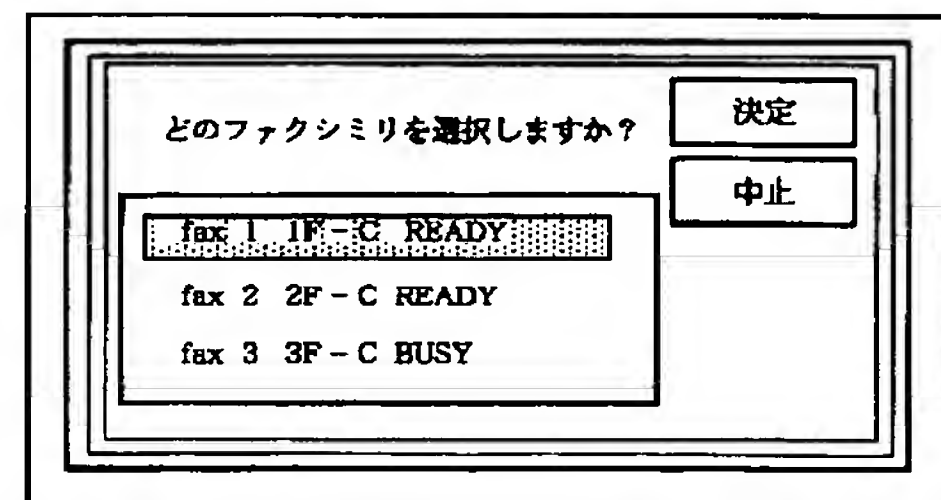 どのファクシミリを選択しますか？
決定
中止
fax 1 1F-C READY
fax 2 2F-C READY
fax 3 3F-C BUSY